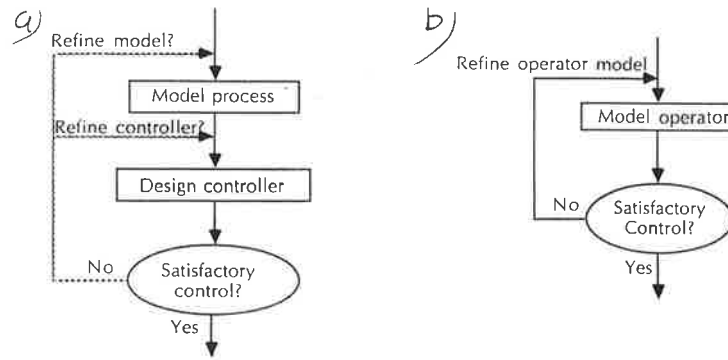 a)
Refine model?
Model process
Refine controller?
Design controller
No
Satisfactory
control?
Yes
b)
Refine operator model
Model operator
No
Satisfactory
Control?
Yes